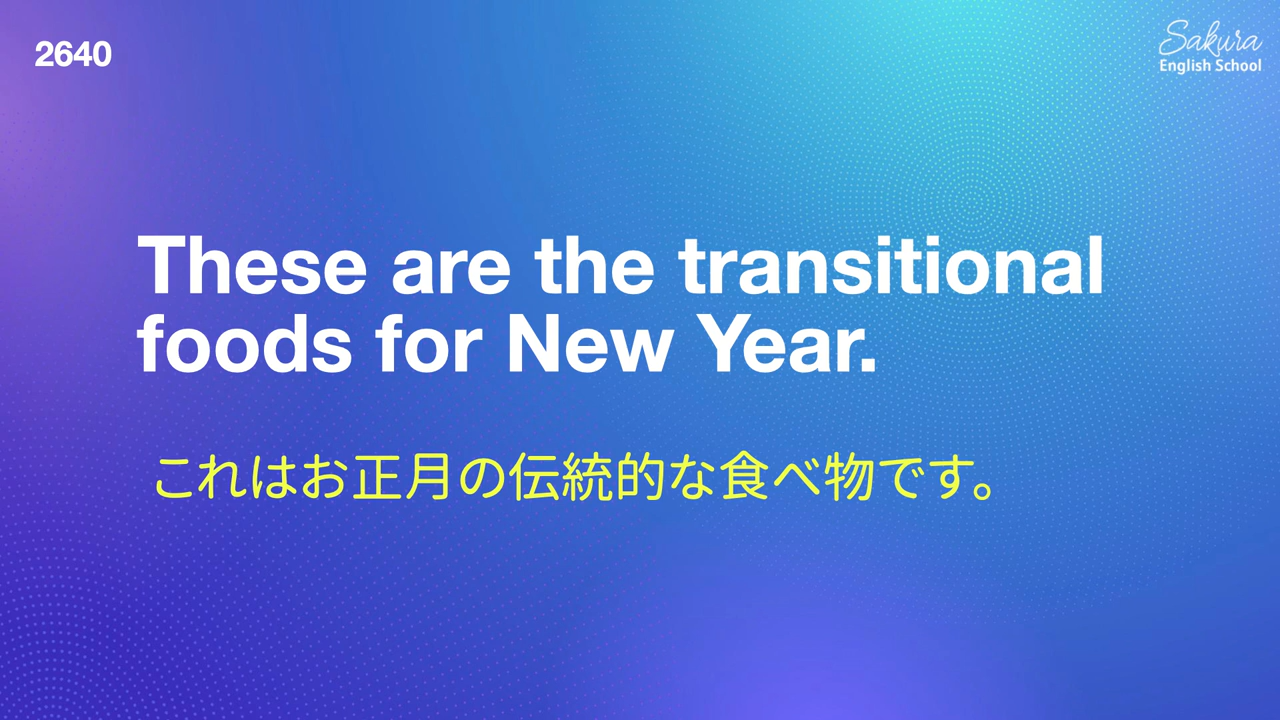 2640
Sakura
English School
These are the transitional
foods for New Year.
これはお正月の伝統的な食べ物です。